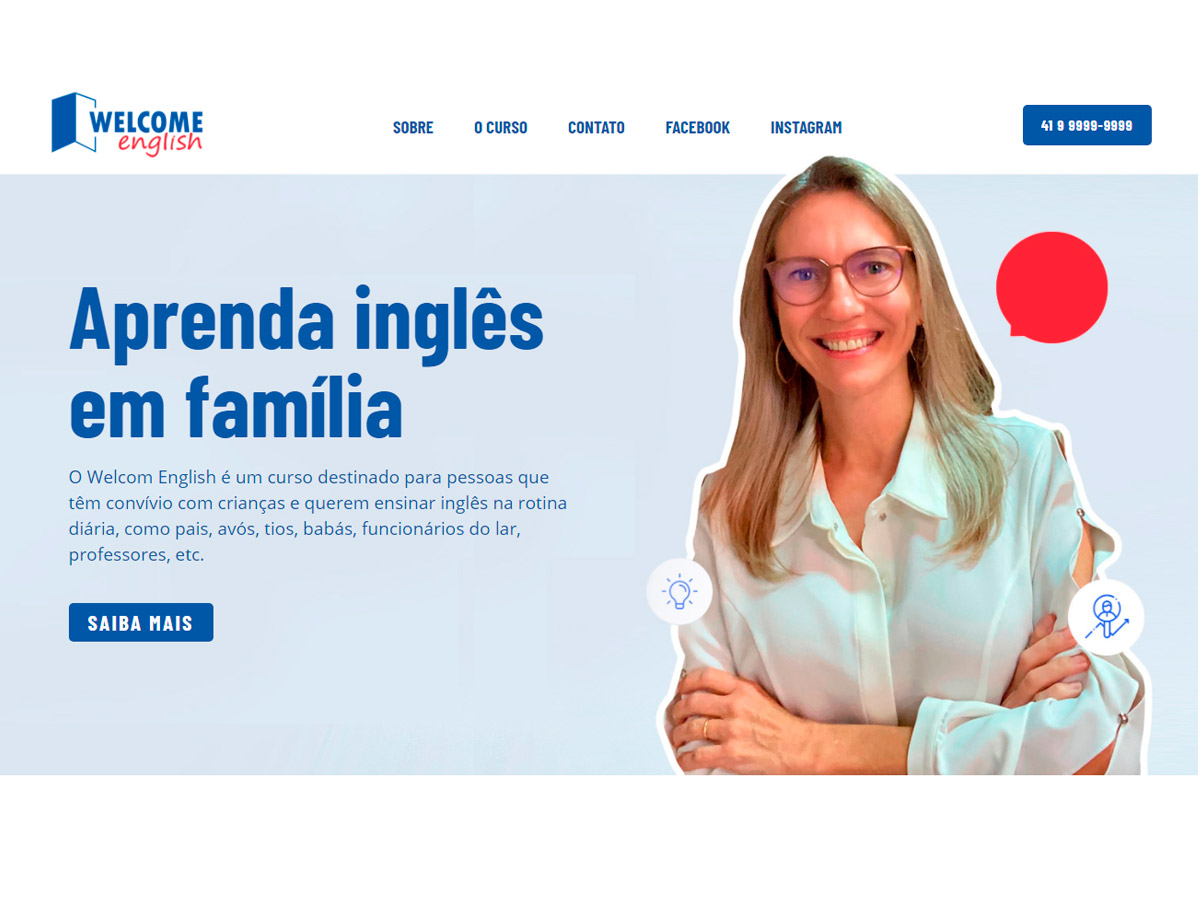 WELCOME
english
SOBRE
O CURSO
CONTATO
FACEBOOK
INSTAGRAM
41 9 9999-9999
Aprenda inglês
em família
O Welcom English é um curso destinado para pessoas que
têm convívio com crianças e querem ensinar inglês na rotina
diária, como pais, avós, tios, babás, funcionários do lar,
professores, etc.
SAIBA MAIS